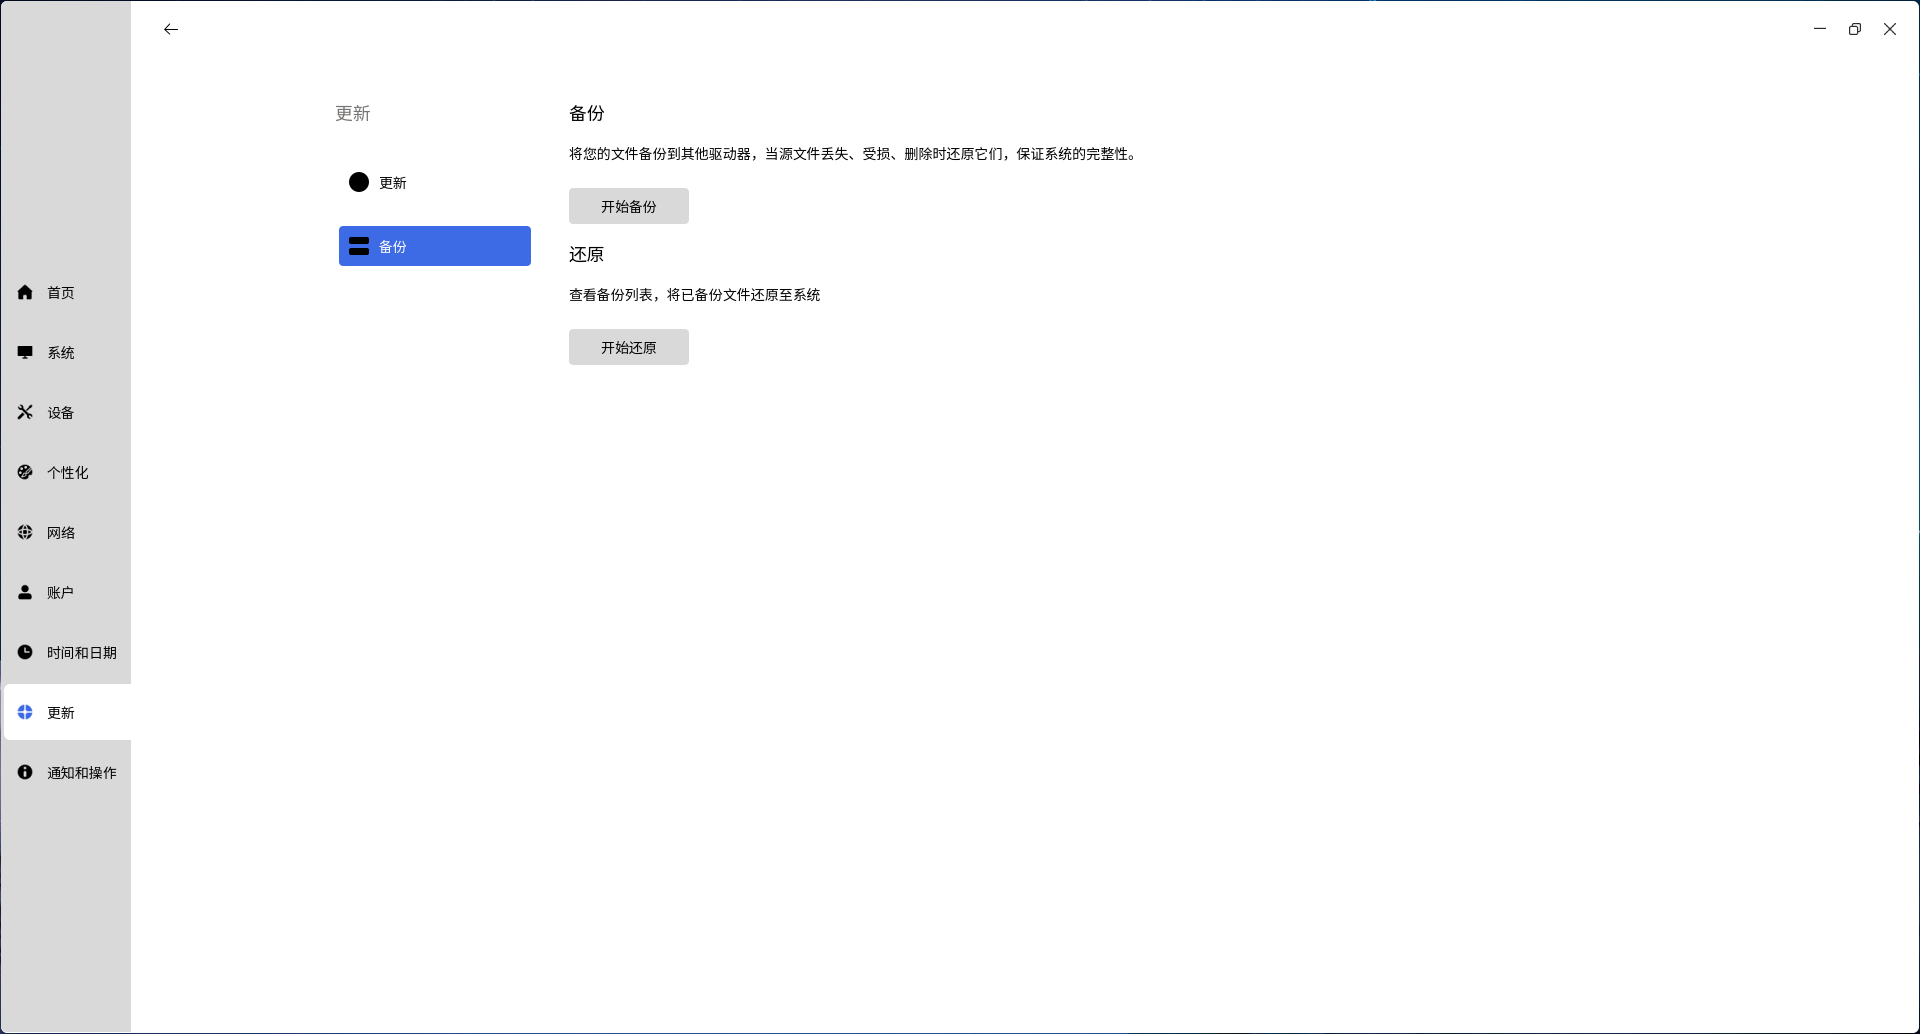 首页
系统
设备
个性化
网络
账户
时间和日期
更新
通知和操作
更新
更新
备份
备份
将您的文件备份到其他驱动器，当源文件丢失、受损、删除时还原它们，保证系统的完整性。
开始备份
还原
查看备份列表，将已备份文件还原至系统
开始还原